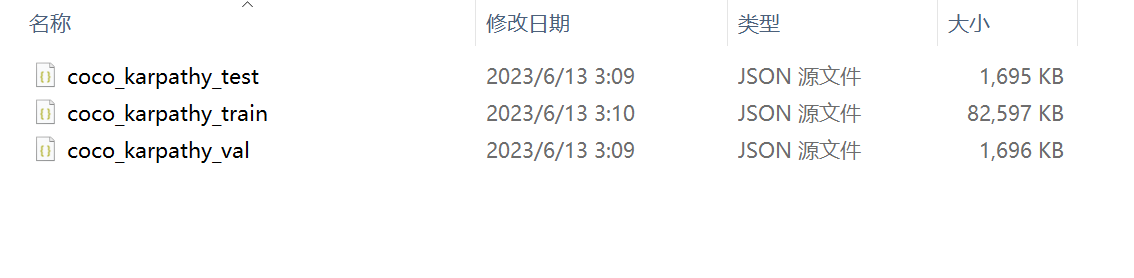 名称 修改日期 类型 大小
coco_karpathy_test 2023/6/13 3:09 JSON 源文件 1,695 KB
coco_karpathy_train 2023/6/13 3:10 JSON 源文件 82,597 KB
coco_karpathy_val 2023/6/13 3:09 JSON 源文件 1,696 KB